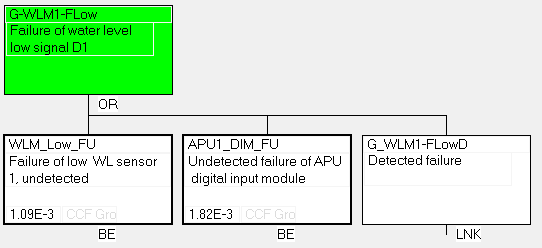 G-WLM1-FLow
Failure of water level
low signal D1
OR
WLM_Low_FU
Failure of low WL sensor
1, undetected
1.09E-3 CCF Gro
BE
APU1_DIM_FU
Undetected failure of APU
digital input module
1.82E-3 CCF Gro
BE
G_WLM1-FLowD
Detected failure
LNK